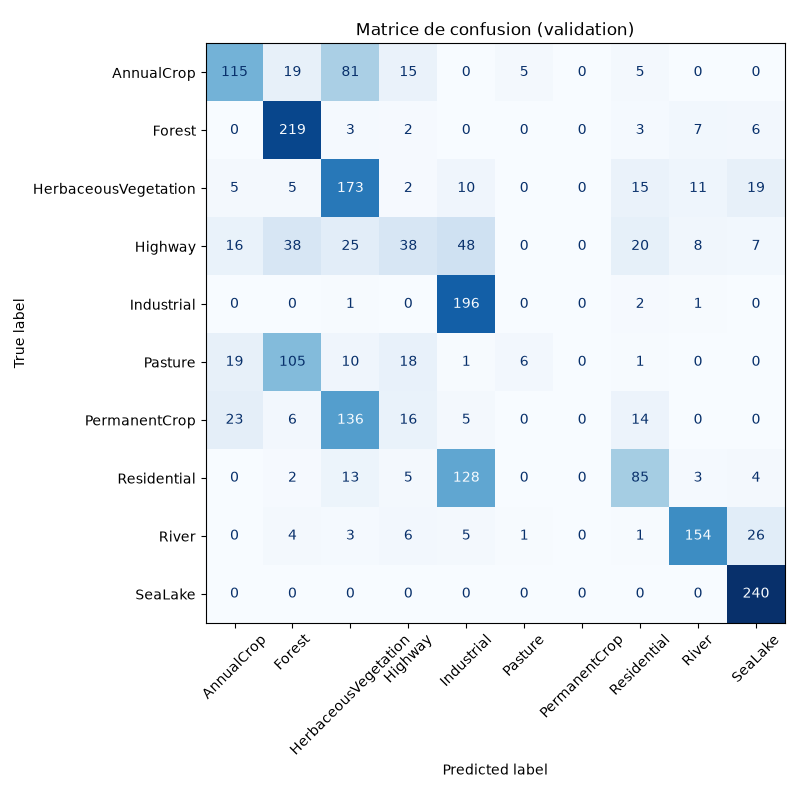 Matrice de confusion (validation)
AnnualCrop 115 19 81 15 0 5 0 5 0 0
Forest 0 219 3 2 0 0 0 3 7 6
HerbaceousVegetation 5 5 173 2 10 0 0 15 11 19
Highway 16 38 25 38 48 0 0 20 8 7
Industrial 0 0 1 0 196 0 0 2 1 0
Pasture 19 105 10 18 1 6 0 1 0 0
PermanentCrop 23 6 136 16 5 0 0 14 0 0
Residential 0 2 13 5 128 0 0 85 3 4
River 0 4 3 6 5 1 0 1 154 26
SeaLake 0 0 0 0 0 0 0 0 0 240
True label
AnnualCrop Forest HerbaceousVegetation Highway Industrial Pasture PermanentCrop Residential River SeaLake
Predicted label